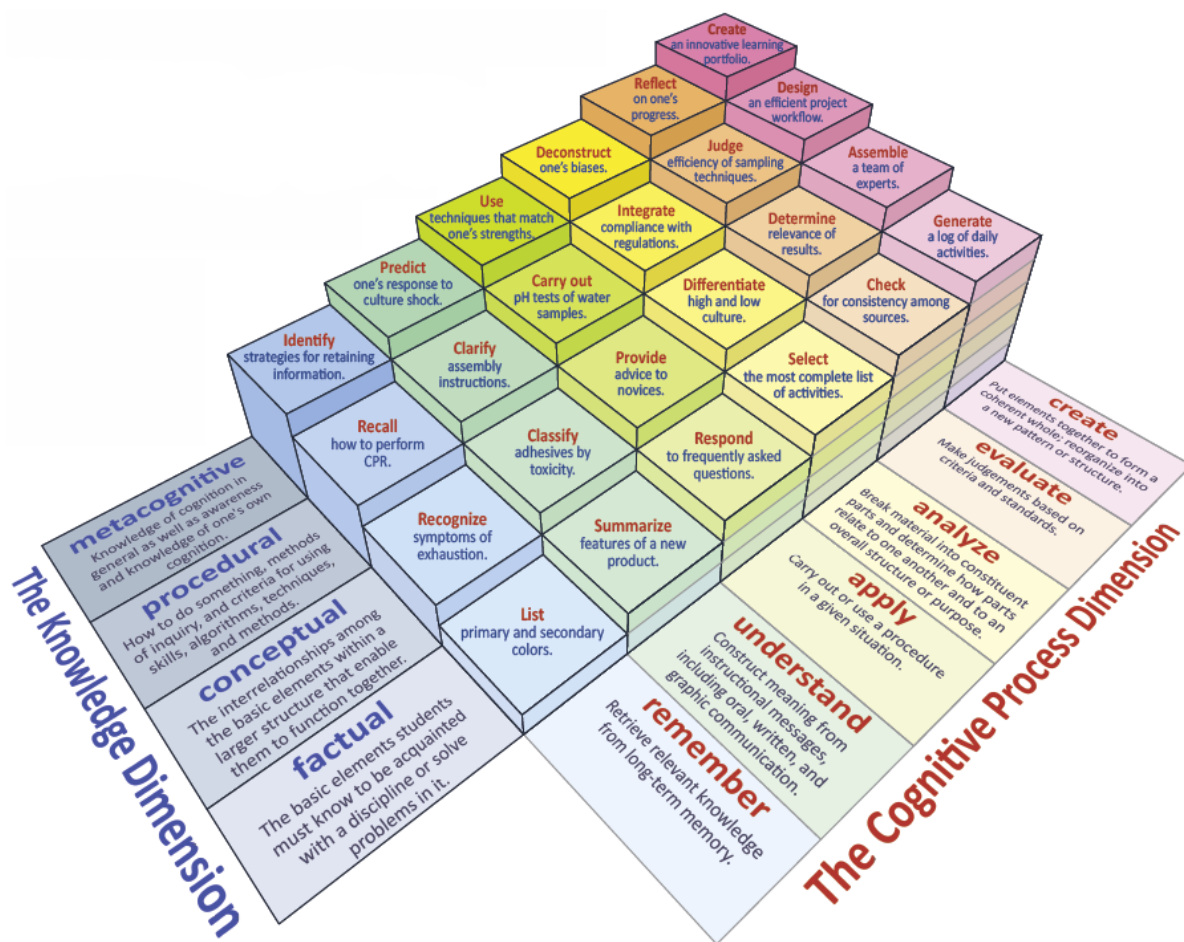 Create
an innovative learning
portfolio.
Reflect
on one's
progress.
Design
an efficient project
workflow.
Deconstruct
one's biases.
Judge
efficiency of sampling
techniques.
Assemble
a team of
experts.
Use
techniques that match
one's strengths.
Integrate
compliance with
regulations.
Determine
relevance of
results.
Generate
a log of daily
activities.
Predict
one's response to
culture shock.
Carry out
pH tests of water
samples.
Differentiate
high and low
culture.
Check
for consistency among
sources.
Identify
strategies for retaining
information.
Clarify
assembly
instructions.
Provide
advice to
novices.
Select
the most complete list
of activities.
Recall
how to perform
CPR.
Classify
adhesives by
toxicity.
Respond
to frequently asked
questions.
Recognize
symptoms of
exhaustion.
Summarize
features of a new
product.
List
primary and secondary
colors.
metacognitive
Knowledge of cognition in
general as well as awareness
and knowledge of one's own
cognition.
procedural
How to do something, methods
of inquiry, and criteria for using
skills, algorithms, techniques,
and methods.
conceptual
The interrelationships among
the basic elements within a
larger structure that enable
them to function together.
factual
The basic elements students
must know to be acquainted
with a discipline or solve
problems in it.
The Knowledge Dimension
create
Put elements together to form a
coherent whole; reorganize into
a new pattern or structure.
evaluate
Make judgements based on
criteria and standards.
analyze
Break material into constituent
parts and determine how parts
relate to one another and to an
overall structure or purpose.
apply
Carry out or use a procedure
in a given situation.
understand
Construct meaning from
instructional messages,
including oral, written, and
graphic communication.
remember
Retrieve relevant knowledge
from long-term memory.
The Cognitive Process Dimension